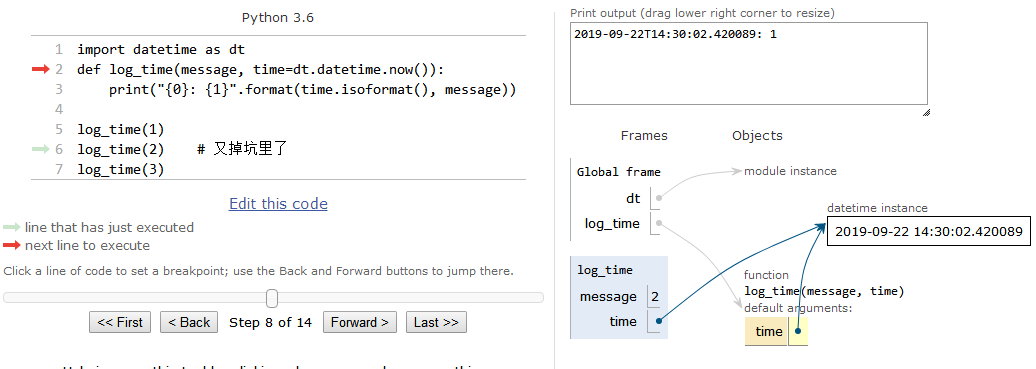 Python 3.6
1 import datetime as dt
2 def log_time(message, time=dt.datetime.now()):
3     print("{0}: {1}".format(time.isoformat(), message))
4
5 log_time(1)
6 log_time(2)    # 又掉坑里了
7 log_time(3)
Edit this code
line that has just executed
next line to execute
Click a line of code to set a breakpoint; use the Back and Forward buttons to jump there.
<< First < Back Step 8 of 14 Forward > Last >>
Print output (drag lower right corner to resize)
2019-09-22T14:30:02.420089: 1
Frames Objects
Global frame
dt
log_time
module instance
datetime instance
2019-09-22 14:30:02.420089
log_time
message 2
time
function
log_time(message, time)
default arguments:
time